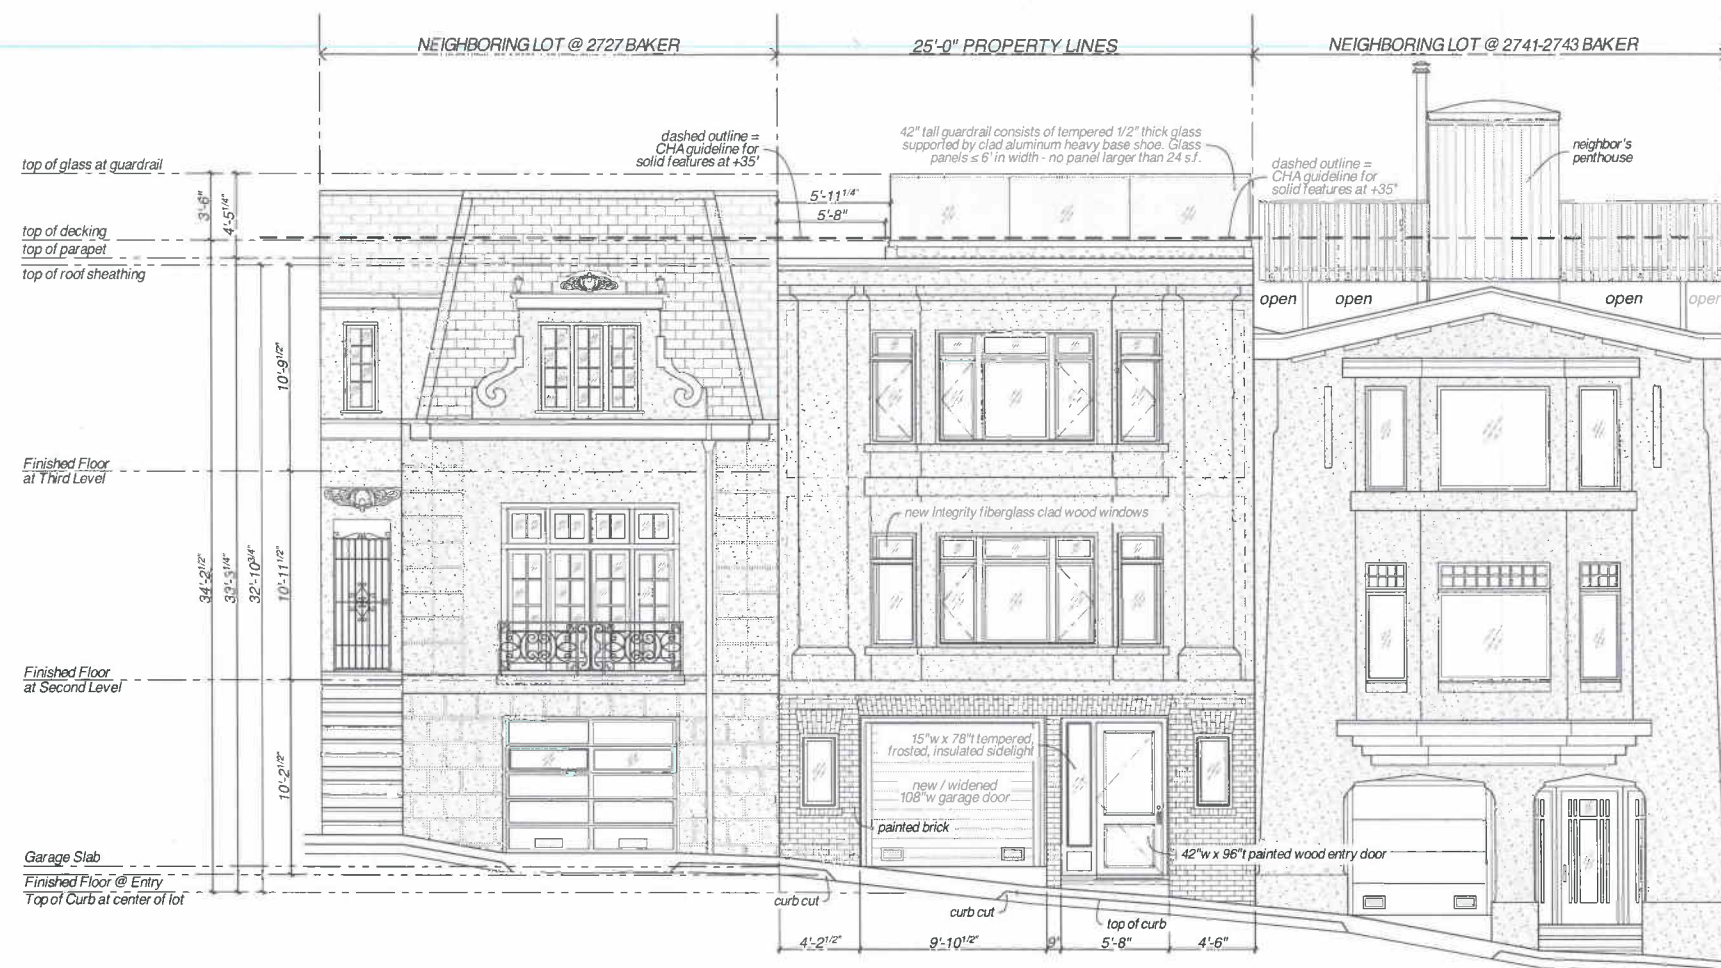 NEIGHBORING LOT @ 2727 BAKER
25'-0" PROPERTY LINES
NEIGHBORING LOT @ 2741-2743 BAKER
dashed outline =
CHA guideline for
solid features at +35'
42" tall guardrail consists of tempered 1/2" thick glass
supported by clad aluminum heavy base shoe. Glass
panels ≤ 6' in width - no panel larger than 24 s.f.
dashed outline =
CHA guideline for
solid features at +35'
neighbor's
penthouse
top of glass at guardrail
3'-6"
4'-5 1/4"
5'-11 1/4"
5'-8"
top of decking
top of parapet
top of roof sheathing
open
open
open
open
10'-9 1/2"
Finished Floor
at Third Level
new Integrity fiberglass clad wood windows
34'-2 1/2"
32'-10 3/4"
10'-11 1/2"
Finished Floor
at Second Level
15"w x 78"t tempered,
frosted, insulated sidelight
new / widened
108"w garage door
10'-2 1/2"
painted brick
42"w x 96"t painted wood entry door
Garage Slab
Finished Floor @ Entry
Top of Curb at center of lot
curb cut
curb cut
top of curb
4'-2 1/2"
9'-10 1/2"
9"
5'-8"
4'-6"